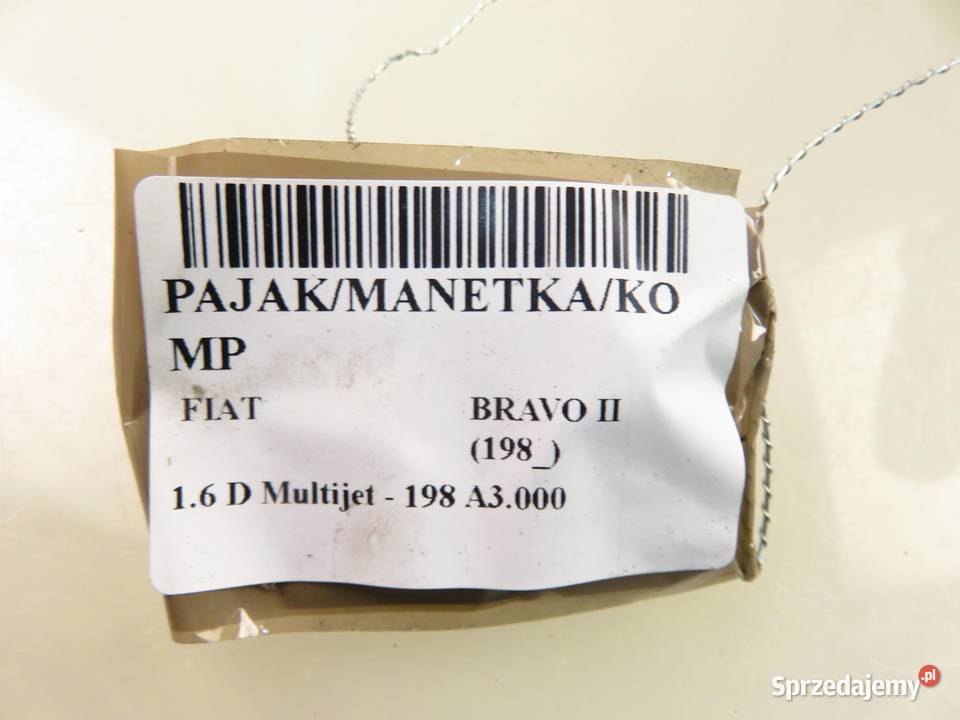 PAJAK/MANETKA/KO
MP
FIAT BRAVO II
(198_)
1.6 D Multijet - 198 A3.000
Sprzedajemy.pl